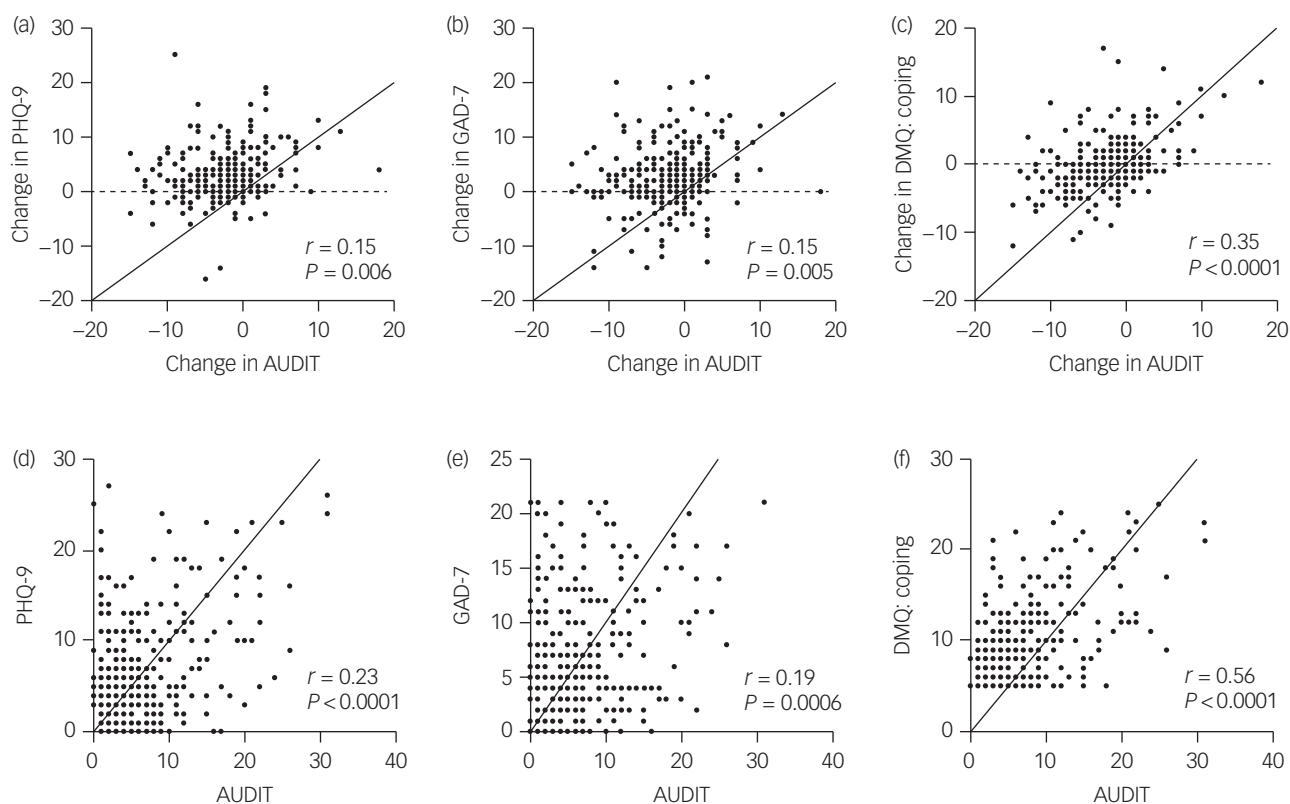 (a)
Change in PHQ-9
30
20
10
0
–10
–20
–20
–10
0
10
20
Change in AUDIT
r = 0.15
P = 0.006
(b)
Change in GAD-7
30
20
10
0
–10
–20
–20
–10
0
10
20
Change in AUDIT
r = 0.15
P = 0.005
(c)
Change in DMQ: coping
20
10
0
–10
–20
–20
–10
0
10
20
Change in AUDIT
r = 0.35
P < 0.0001
(d)
PHQ-9
30
20
10
0
0
10
20
30
40
AUDIT
r = 0.23
P < 0.0001
(e)
GAD-7
25
20
15
10
5
0
0
10
20
30
40
AUDIT
r = 0.19
P = 0.0006
(f)
DMQ: coping
30
20
10
0
0
10
20
30
40
AUDIT
r = 0.56
P < 0.0001